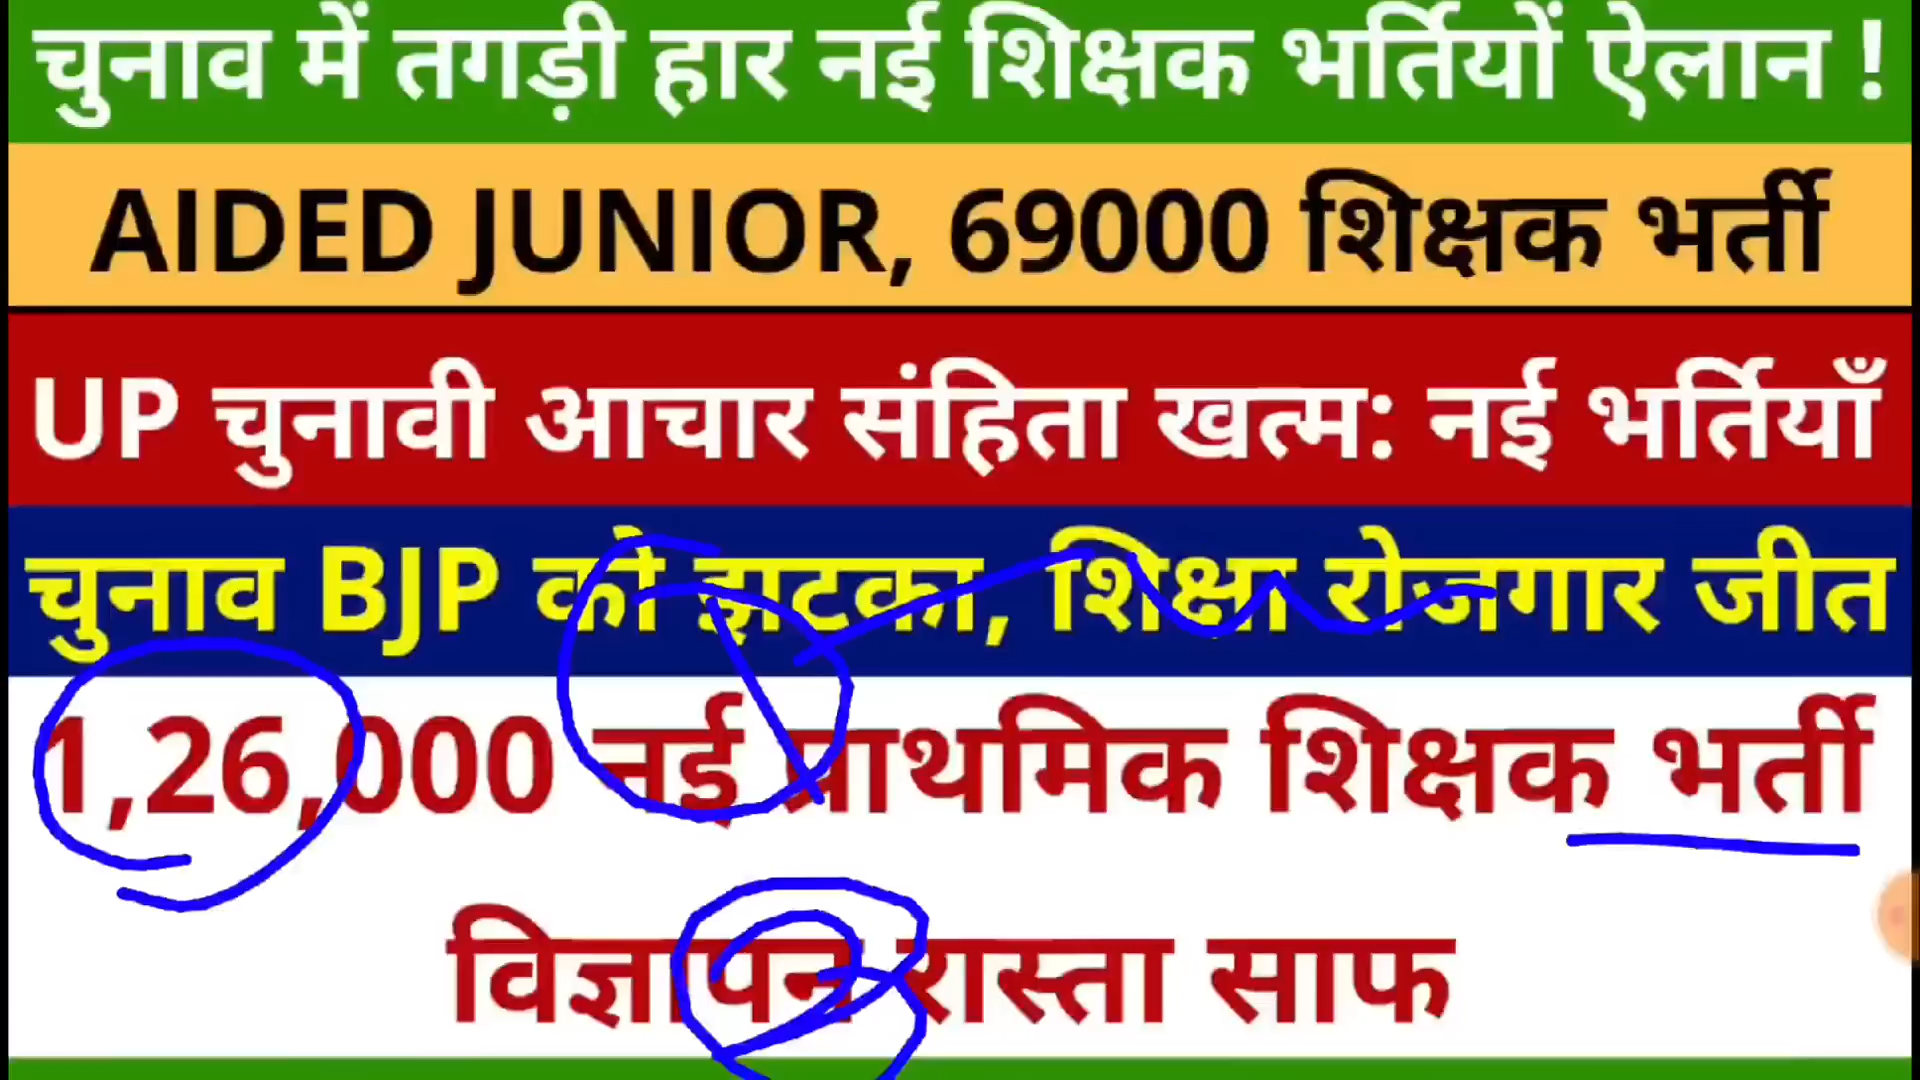 चुनाव में तगड़ी हार नई शिक्षक भर्तियों ऐलान !
AIDED JUNIOR, 69000 शिक्षक भर्ती
UP चुनावी आचार संहिता खत्म: नई भर्तियाँ
चुनाव BJP को झटका, शिक्षा रोजगार जीत
1,26,000 नई प्राथमिक शिक्षक भर्ती
विज्ञापन रास्ता साफ